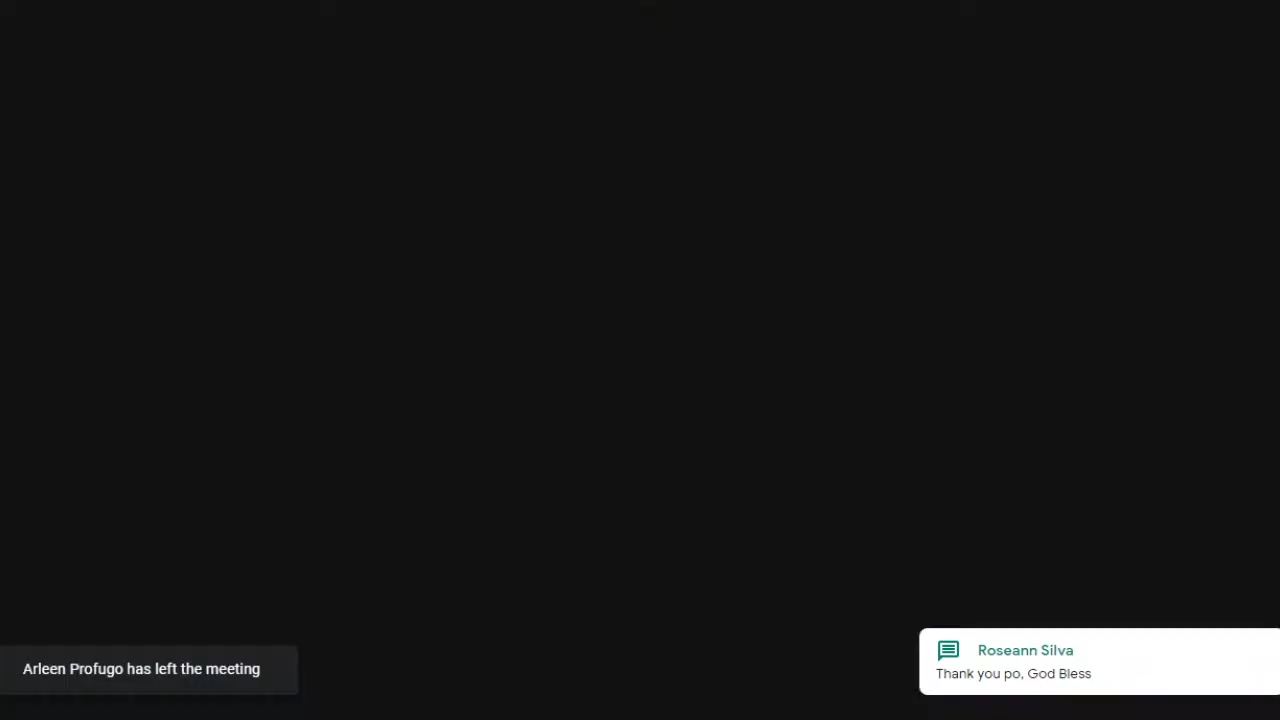 Arleen Profugo has left the meeting
Roseann Silva
Thank you po, God Bless